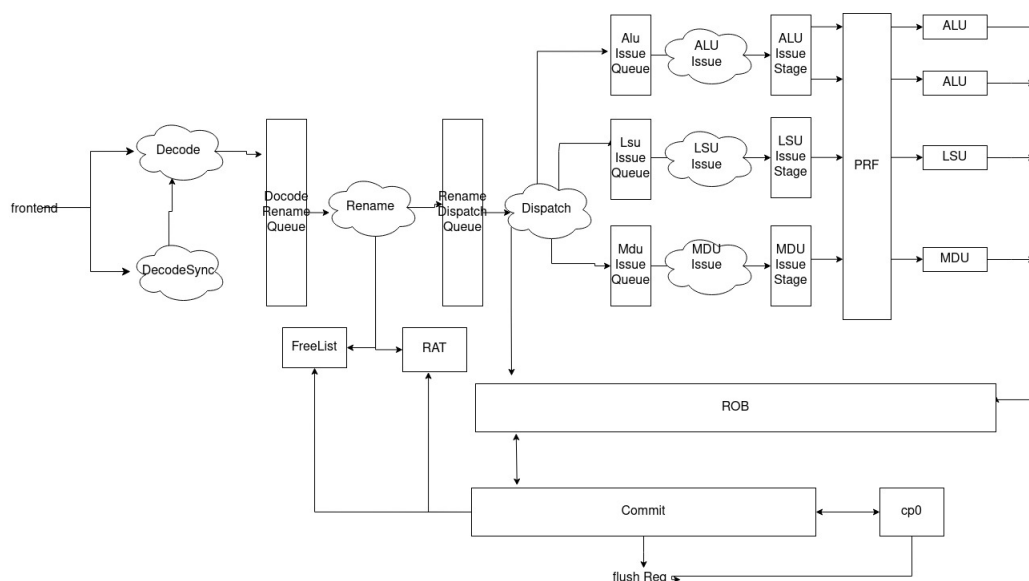 Alu
Issue
Queue
ALU
Issue
ALU
Issue
Stage
ALU
ALU
Decode
frontend
DecodeSync
Docode
Rename
Queue
Rename
Rename
Dispatch
Queue
Dispatch
Lsu
Issue
Queue
LSU
Issue
LSU
Issue
Stage
PRF
LSU
Mdu
Issue
Queue
MDU
Issue
MDU
Issue
Stage
MDU
FreeList
RAT
ROB
Commit
cp0
flush Reg